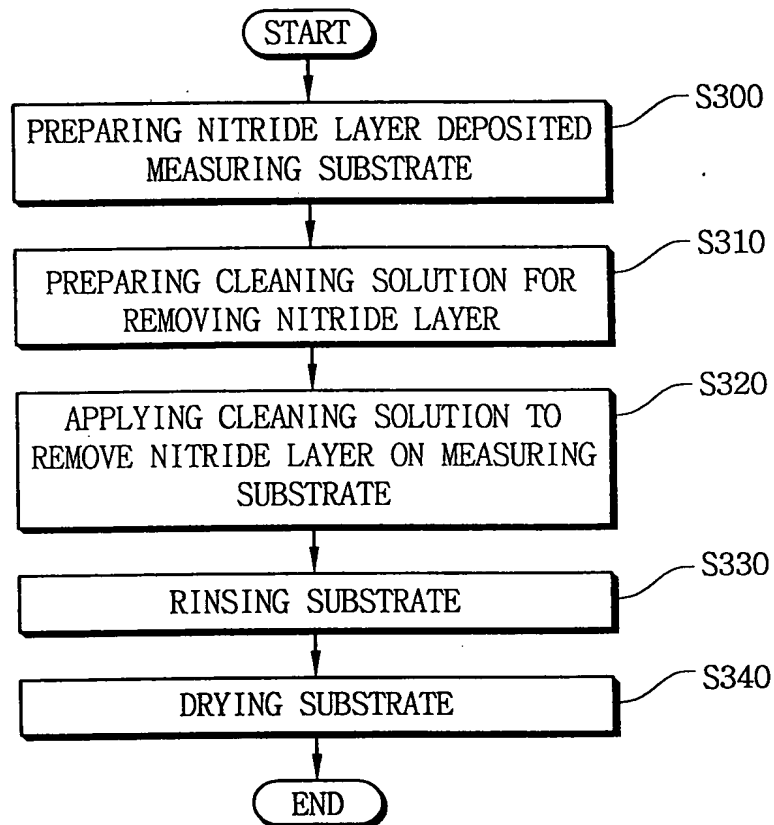 START
S300
PREPARING NITRIDE LAYER DEPOSITED
MEASURING SUBSTRATE
S310
PREPARING CLEANING SOLUTION FOR
REMOVING NITRIDE LAYER
S320
APPLYING CLEANING SOLUTION TO
REMOVE NITRIDE LAYER ON MEASURING
SUBSTRATE
S330
RINSING SUBSTRATE
S340
DRYING SUBSTRATE
END